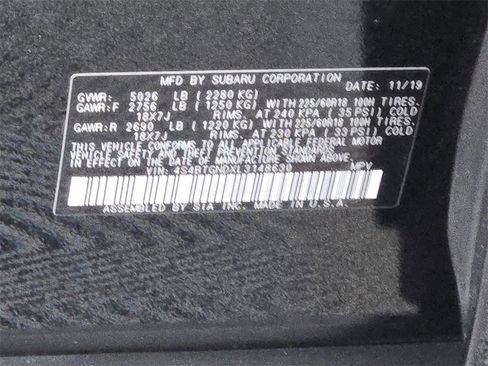 MFD BY SUBARU CORPORATION
DATE: 11/19
GVWR: 5026 LB ( 2280 KG)
GAWR:F 2756 LB ( 1250 KG) WITH 225/60R18 100H TIRES,
18X7J RIMS, AT 240 KPA ( 35 PSI) COLD
GAWR:R 2690 LB ( 1220 KG) WITH 225/60R18 100H TIRES,
18X7J RIMS, AT 230 KPA ( 33 PSI) COLD
THIS VEHICLE CONFORMS TO ALL APPLICABLE FEDERAL MOTOR
VEHICLE SAFETY, BUMPER, AND THEFT PREVENTION STANDARDS
IN EFFECT ON THE DATE OF MANUFACTURE SHOWN ABOVE.
VIN: 4S4BTGNDXL3148630 MPV
ASSEMBLED BY SIA INC. MADE IN U.S.A.